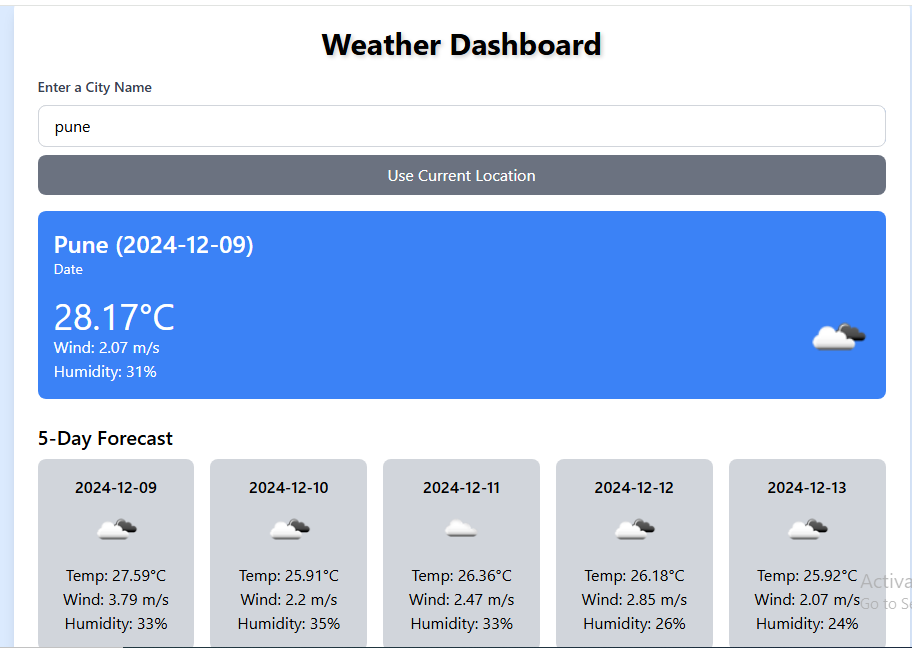 Weather Dashboard
Enter a City Name
pune
Use Current Location
Pune (2024-12-09)
Date
28.17°C
Wind: 2.07 m/s
Humidity: 31%
5-Day Forecast
2024-12-09
Temp: 27.59°C
Wind: 3.79 m/s
Humidity: 33%
2024-12-10
Temp: 25.91°C
Wind: 2.2 m/s
Humidity: 35%
2024-12-11
Temp: 26.36°C
Wind: 2.47 m/s
Humidity: 33%
2024-12-12
Temp: 26.18°C
Wind: 2.85 m/s
Humidity: 26%
2024-12-13
Temp: 25.92°C
Wind: 2.07 m/s
Humidity: 24%
Activa
Go to Se